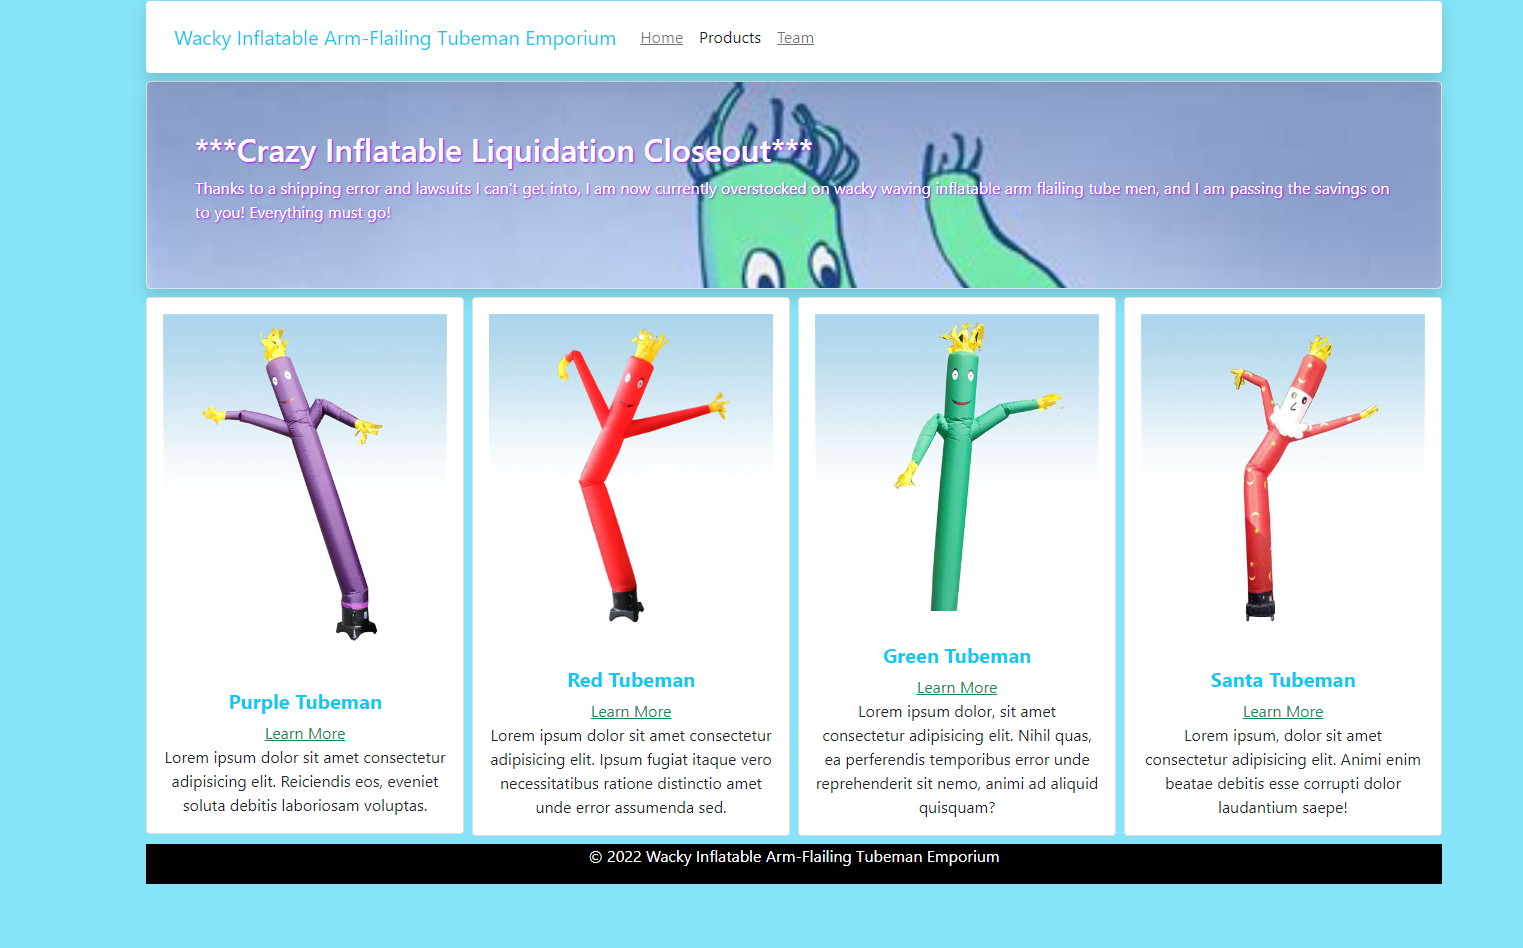 Wacky Inflatable Arm-Flailing Tubeman Emporium Home Products Team
***Crazy Inflatable Liquidation Closeout***
Thanks to a shipping error and lawsuits I can't get into, I am now currently overstocked on wacky waving inflatable arm flailing tube men, and I am passing the savings on
to you! Everything must go!
Purple Tubeman
Learn More
Lorem ipsum dolor sit amet consectetur
adipisicing elit. Reiciendis eos, eveniet
soluta debitis laboriosam voluptas.
Red Tubeman
Learn More
Lorem ipsum dolor sit amet consectetur
adipisicing elit. Ipsum fugiat itaque vero
necessitatibus ratione distinctio amet
unde error assumenda sed.
Green Tubeman
Learn More
Lorem ipsum dolor, sit amet
consectetur adipisicing elit. Nihil quas,
ea perferendis temporibus error unde
reprehenderit sit nemo, animi ad aliquid
quisquam?
Santa Tubeman
Learn More
Lorem ipsum, dolor sit amet
consectetur adipisicing elit. Animi enim
beatae debitis esse corrupti dolor
laudantium saepe!
© 2022 Wacky Inflatable Arm-Flailing Tubeman Emporium